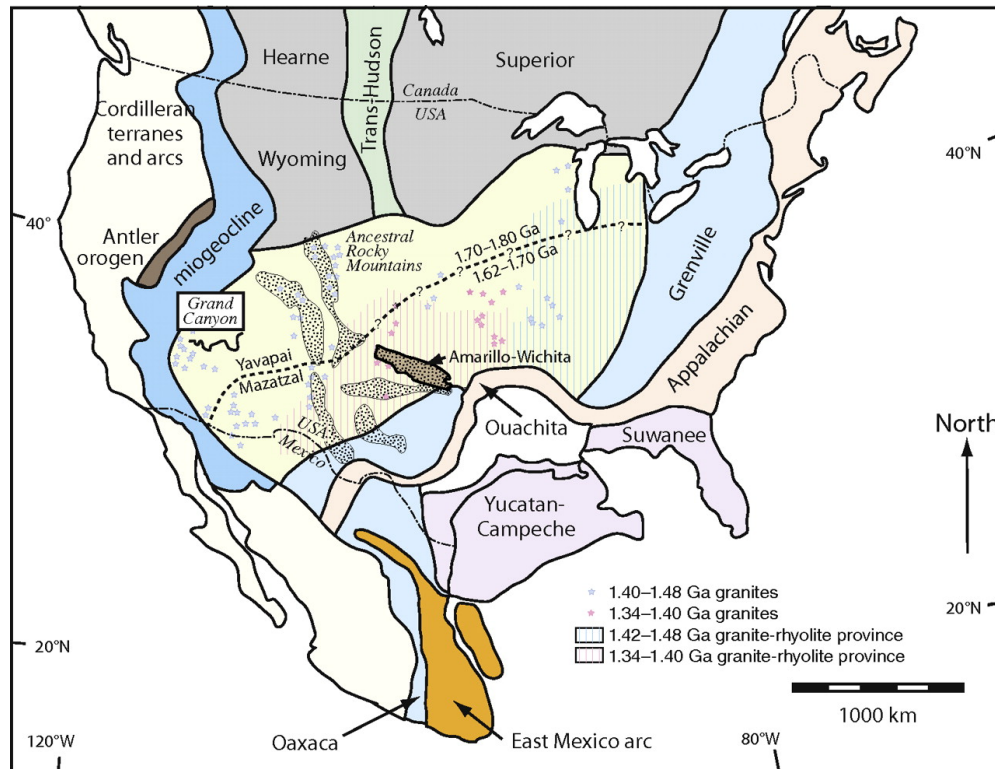 Hearne
Trans-Hudson
Superior
Canada
USA
Cordilleran
terranes
and arcs
Wyoming
40°N
40°
Antler
orogen
miogeocline
Ancestral
Rocky
Mountains
1.70–1.80 Ga
1.62–1.70 Ga
? ? ? ? ? ?
Grenville
Grand
Canyon
Appalachian
Amarillo-Wichita
Yavapai
Mazatzal
USA
Mexico
Ouachita
Suwanee
North
Yucatan-
Campeche
1.40–1.48 Ga granites
1.34–1.40 Ga granites
1.42–1.48 Ga granite-rhyolite province
1.34–1.40 Ga granite-rhyolite province
20°N
20°N
1000 km
Oaxaca
East Mexico arc
120°W
80°W